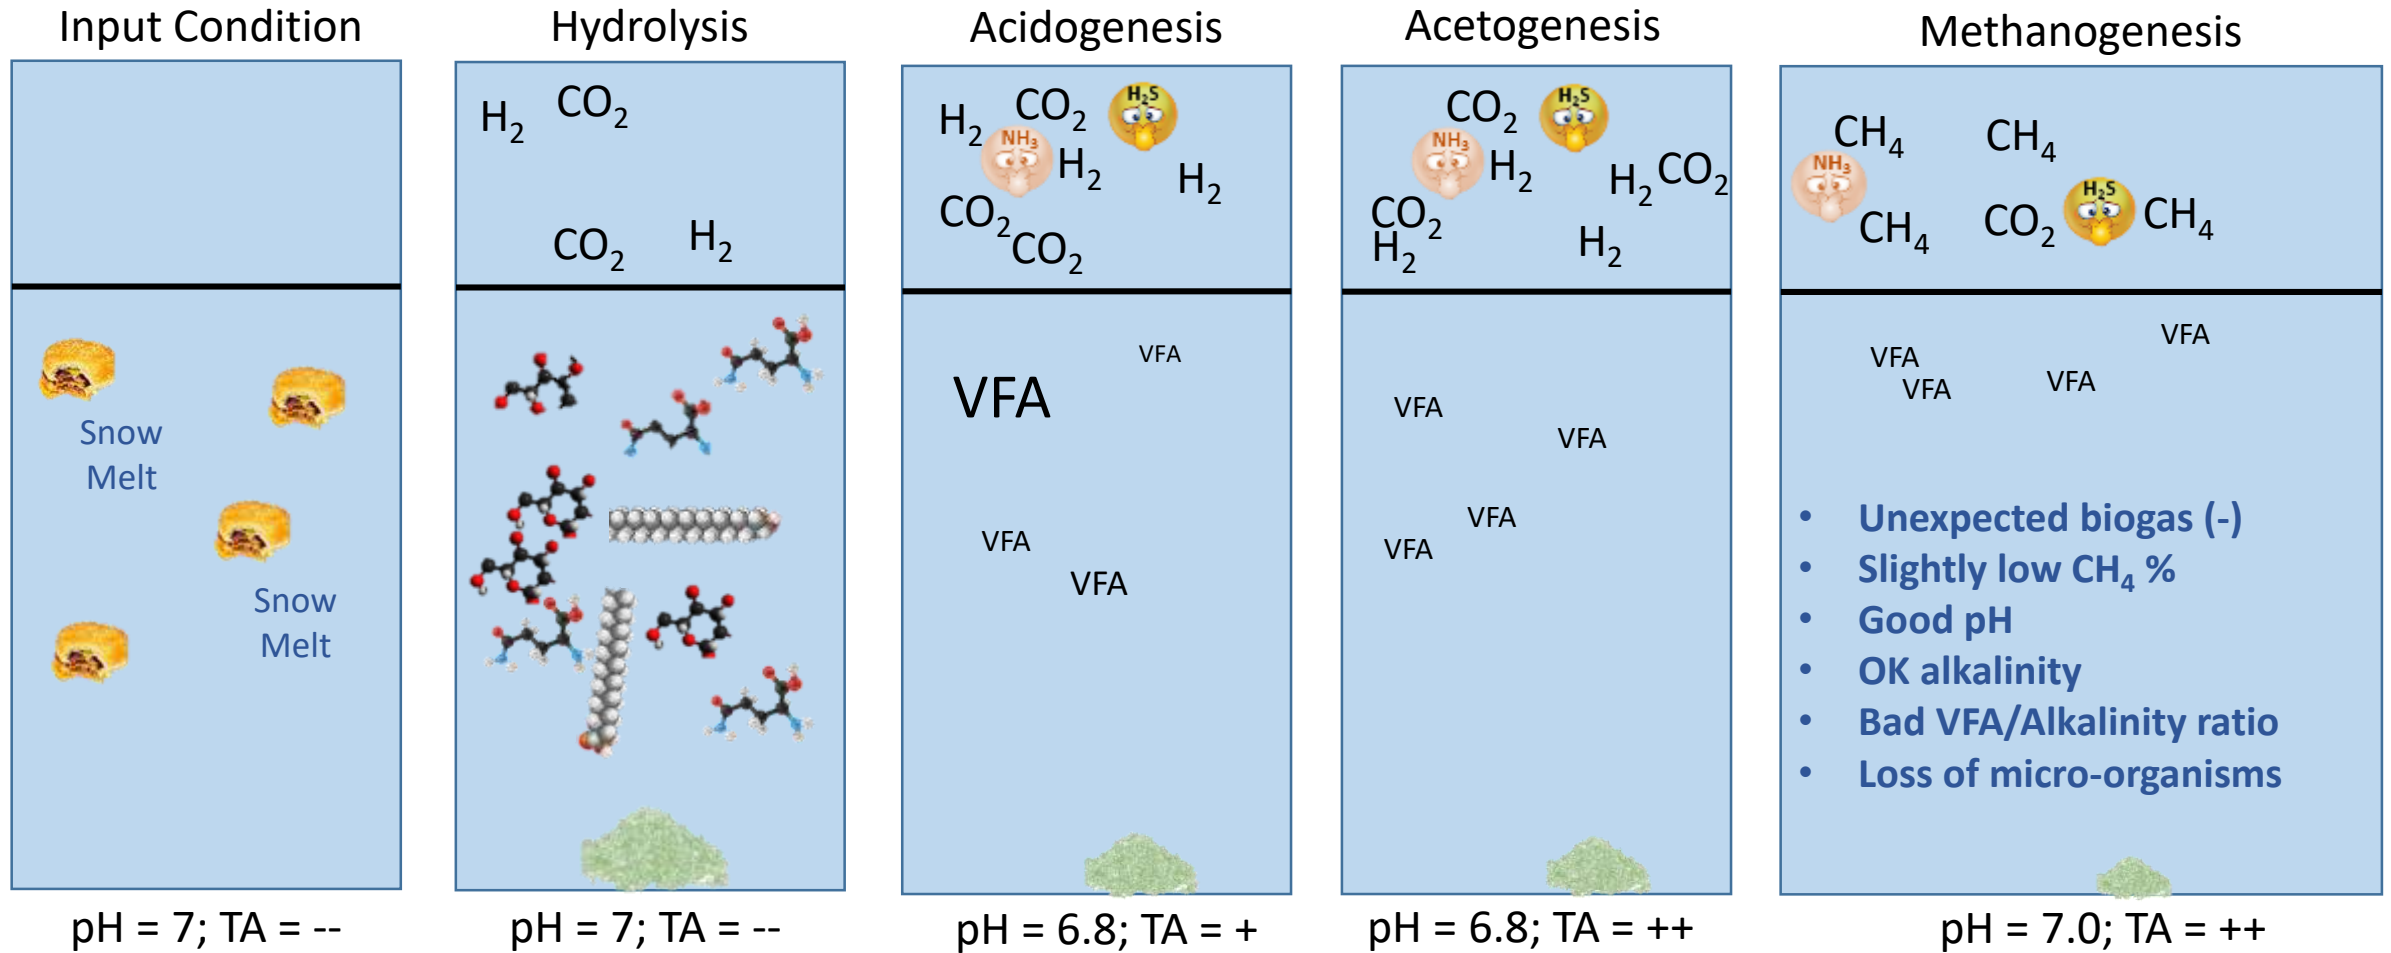 Input Condition
Snow
Melt
Snow
Melt
pH = 7; TA = --
Hydrolysis
H₂
CO₂
CO₂
H₂
pH = 7; TA = --
Acidogenesis
H₂
CO₂
H₂S
NH₃
H₂
H₂
CO₂
CO₂
VFA
VFA
VFA
VFA
pH = 6.8; TA = +
Acetogenesis
CO₂
H₂S
NH₃
H₂
H₂
CO₂
CO₂
H₂
H₂
VFA
VFA
VFA
VFA
pH = 6.8; TA = ++
Methanogenesis
CH₄
CH₄
NH₃
H₂S
CH₄
CO₂
CH₄
VFA
VFA
VFA
VFA
• Unexpected biogas (-)
• Slightly low CH₄ %
• Good pH
• OK alkalinity
• Bad VFA/Alkalinity ratio
• Loss of micro-organisms
pH = 7.0; TA = ++